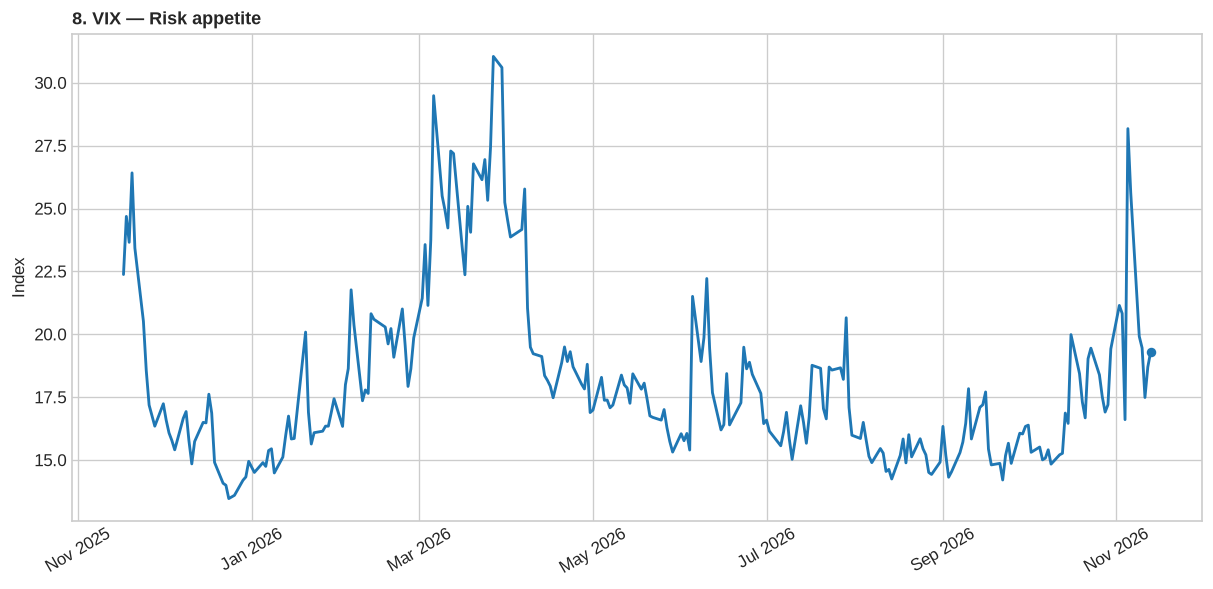 8. VIX — Risk appetite
Index
30.0
27.5
25.0
22.5
20.0
17.5
15.0
Nov 2025
Jan 2026
Mar 2026
May 2026
Jul 2026
Sep 2026
Nov 2026